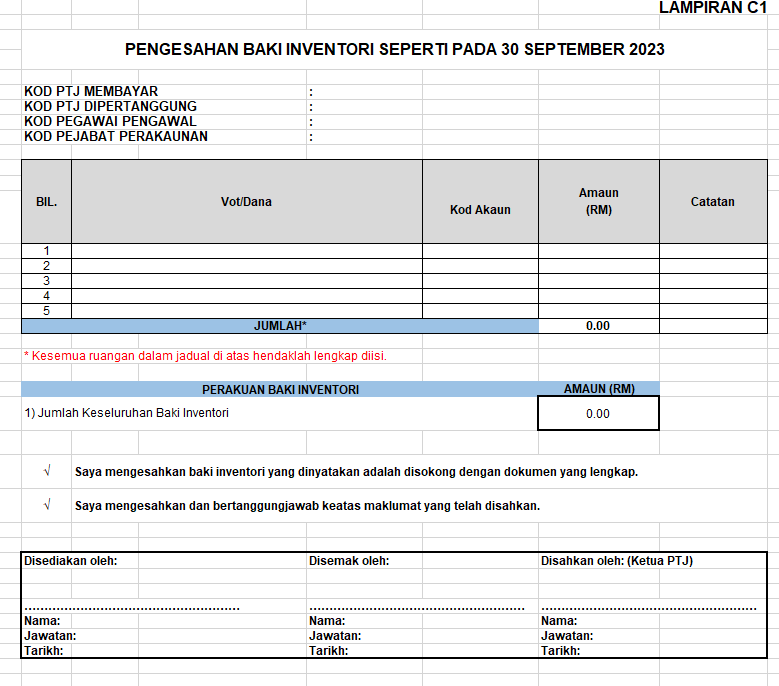 LAMPIRAN C1
PENGESAHAN BAKI INVENTORI SEPERTI PADA 30 SEPTEMBER 2023
KOD PTJ MEMBAYAR :
KOD PTJ DIPERTANGGUNG :
KOD PEGAWAI PENGAWAL :
KOD PEJABAT PERAKAUNAN :
BIL. Vot/Dana Kod Akaun Amaun (RM) Catatan
1
2
3
4
5
JUMLAH* 0.00
* Kesemua ruangan dalam jadual di atas hendaklah lengkap diisi.
PERAKUAN BAKI INVENTORI AMAUN (RM)
1) Jumlah Keseluruhan Baki Inventori 0.00
√ Saya mengesahkan baki inventori yang dinyatakan adalah disokong dengan dokumen yang lengkap.
√ Saya mengesahkan dan bertanggungjawab keatas maklumat yang telah disahkan.
Disediakan oleh: Disemak oleh: Disahkan oleh: (Ketua PTJ)
...................................................... ...................................................... ......................................................
Nama: Nama: Nama:
Jawatan: Jawatan: Jawatan:
Tarikh: Tarikh: Tarikh: